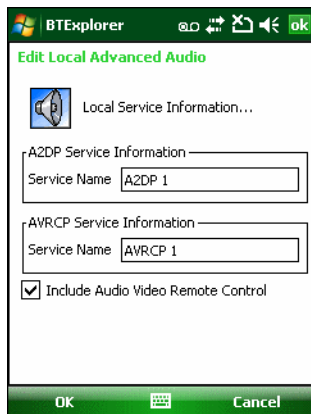 BTExplorer ok
Edit Local Advanced Audio
Local Service Information...
A2DP Service Information
Service Name A2DP 1
AVRCP Service Information
Service Name AVRCP 1
Include Audio Video Remote Control
OK Cancel